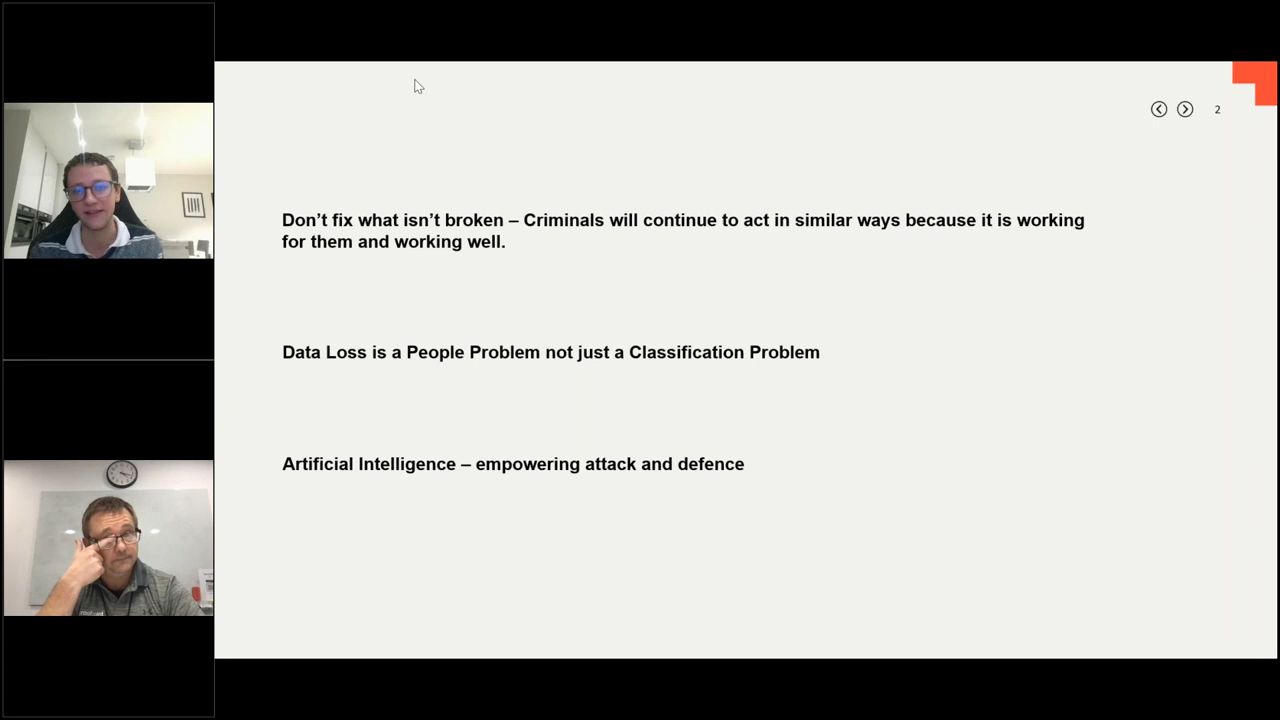 2
Don’t fix what isn’t broken – Criminals will continue to act in similar ways because it is working
for them and working well.
Data Loss is a People Problem not just a Classification Problem
Artificial Intelligence – empowering attack and defence